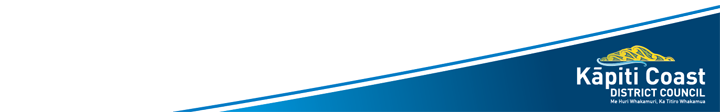 Kāpiti Coast
DISTRICT COUNCIL
Me Huri Whakamuri, Ka Titiro Whakamua